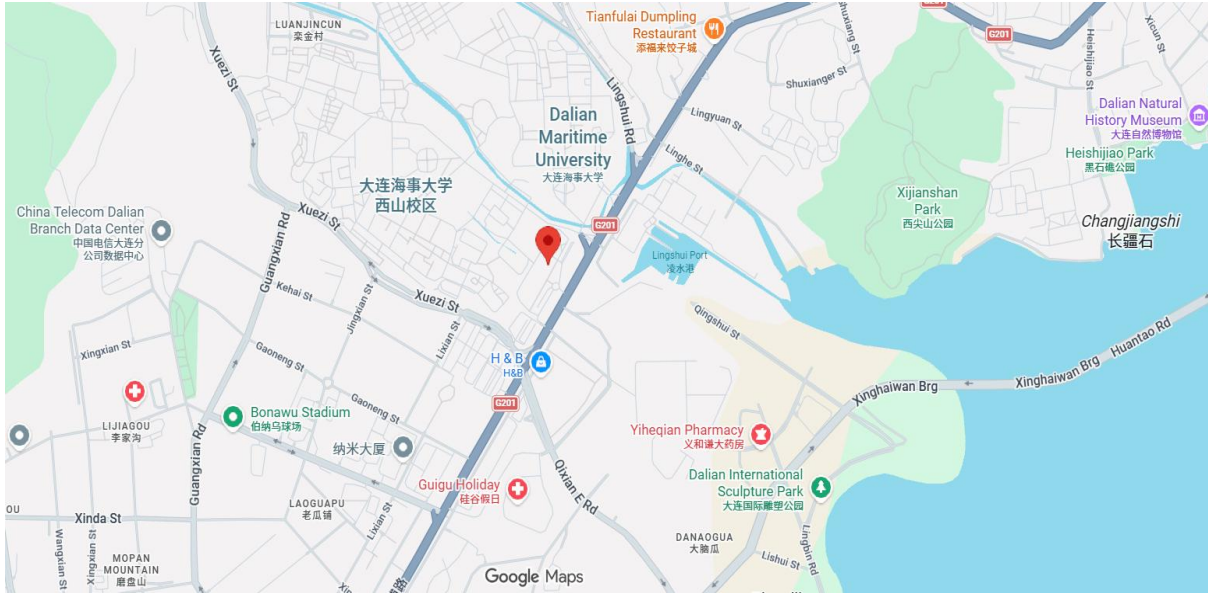 LUANJINCUN
栾金村
Xuezi St
Tianfulai Dumpling
Restaurant
添福来饺子城
G201
G201
Shuxiang St
Heishijiao St
Xicun St
Shuxianger St
Lingshui Rd
Lingyuan St
Dalian
Maritime
University
大连海事大学
Linghe St
Dalian Natural
History Museum
大连自然博物馆
Heishijiao Park
黑石礁公园
大连海事大学
西山校区
Xijianshan
Park
西尖山公园
Changjiangshi
长疆石
China Telecom Dalian
Branch Data Center
中国电信大连分
公司数据中心
Xuezi St
Guangxian Rd
G201
Lingshui Port
凌水港
Kehai St
Jingxian St
Xuezi St
Lixian St
Qingshui St
Huantao Rd
Xingxian St
Gaoneng St
H & B
H&B
Xinghaiwan Brg
Xinghaiwan Brg
G201
LIJIAGOU
李家沟
Bonawu Stadium
伯纳乌球场
Gaoneng St
纳米大厦
Yiheqian Pharmacy
义和谦大药房
Guangxian Rd
Guigu Holiday
硅谷假日
Qixian E Rd
Dalian International
Sculpture Park
大连国际雕塑公园
OU
Xinda St
LAOGUAPU
老瓜铺
Lixian St
DANAOGUA
大脑瓜
Lingbin Rd
Wangxian St
Xingxian St
MOPAN
MOUNTAIN
磨盘山
Lishui St
Google Maps
路